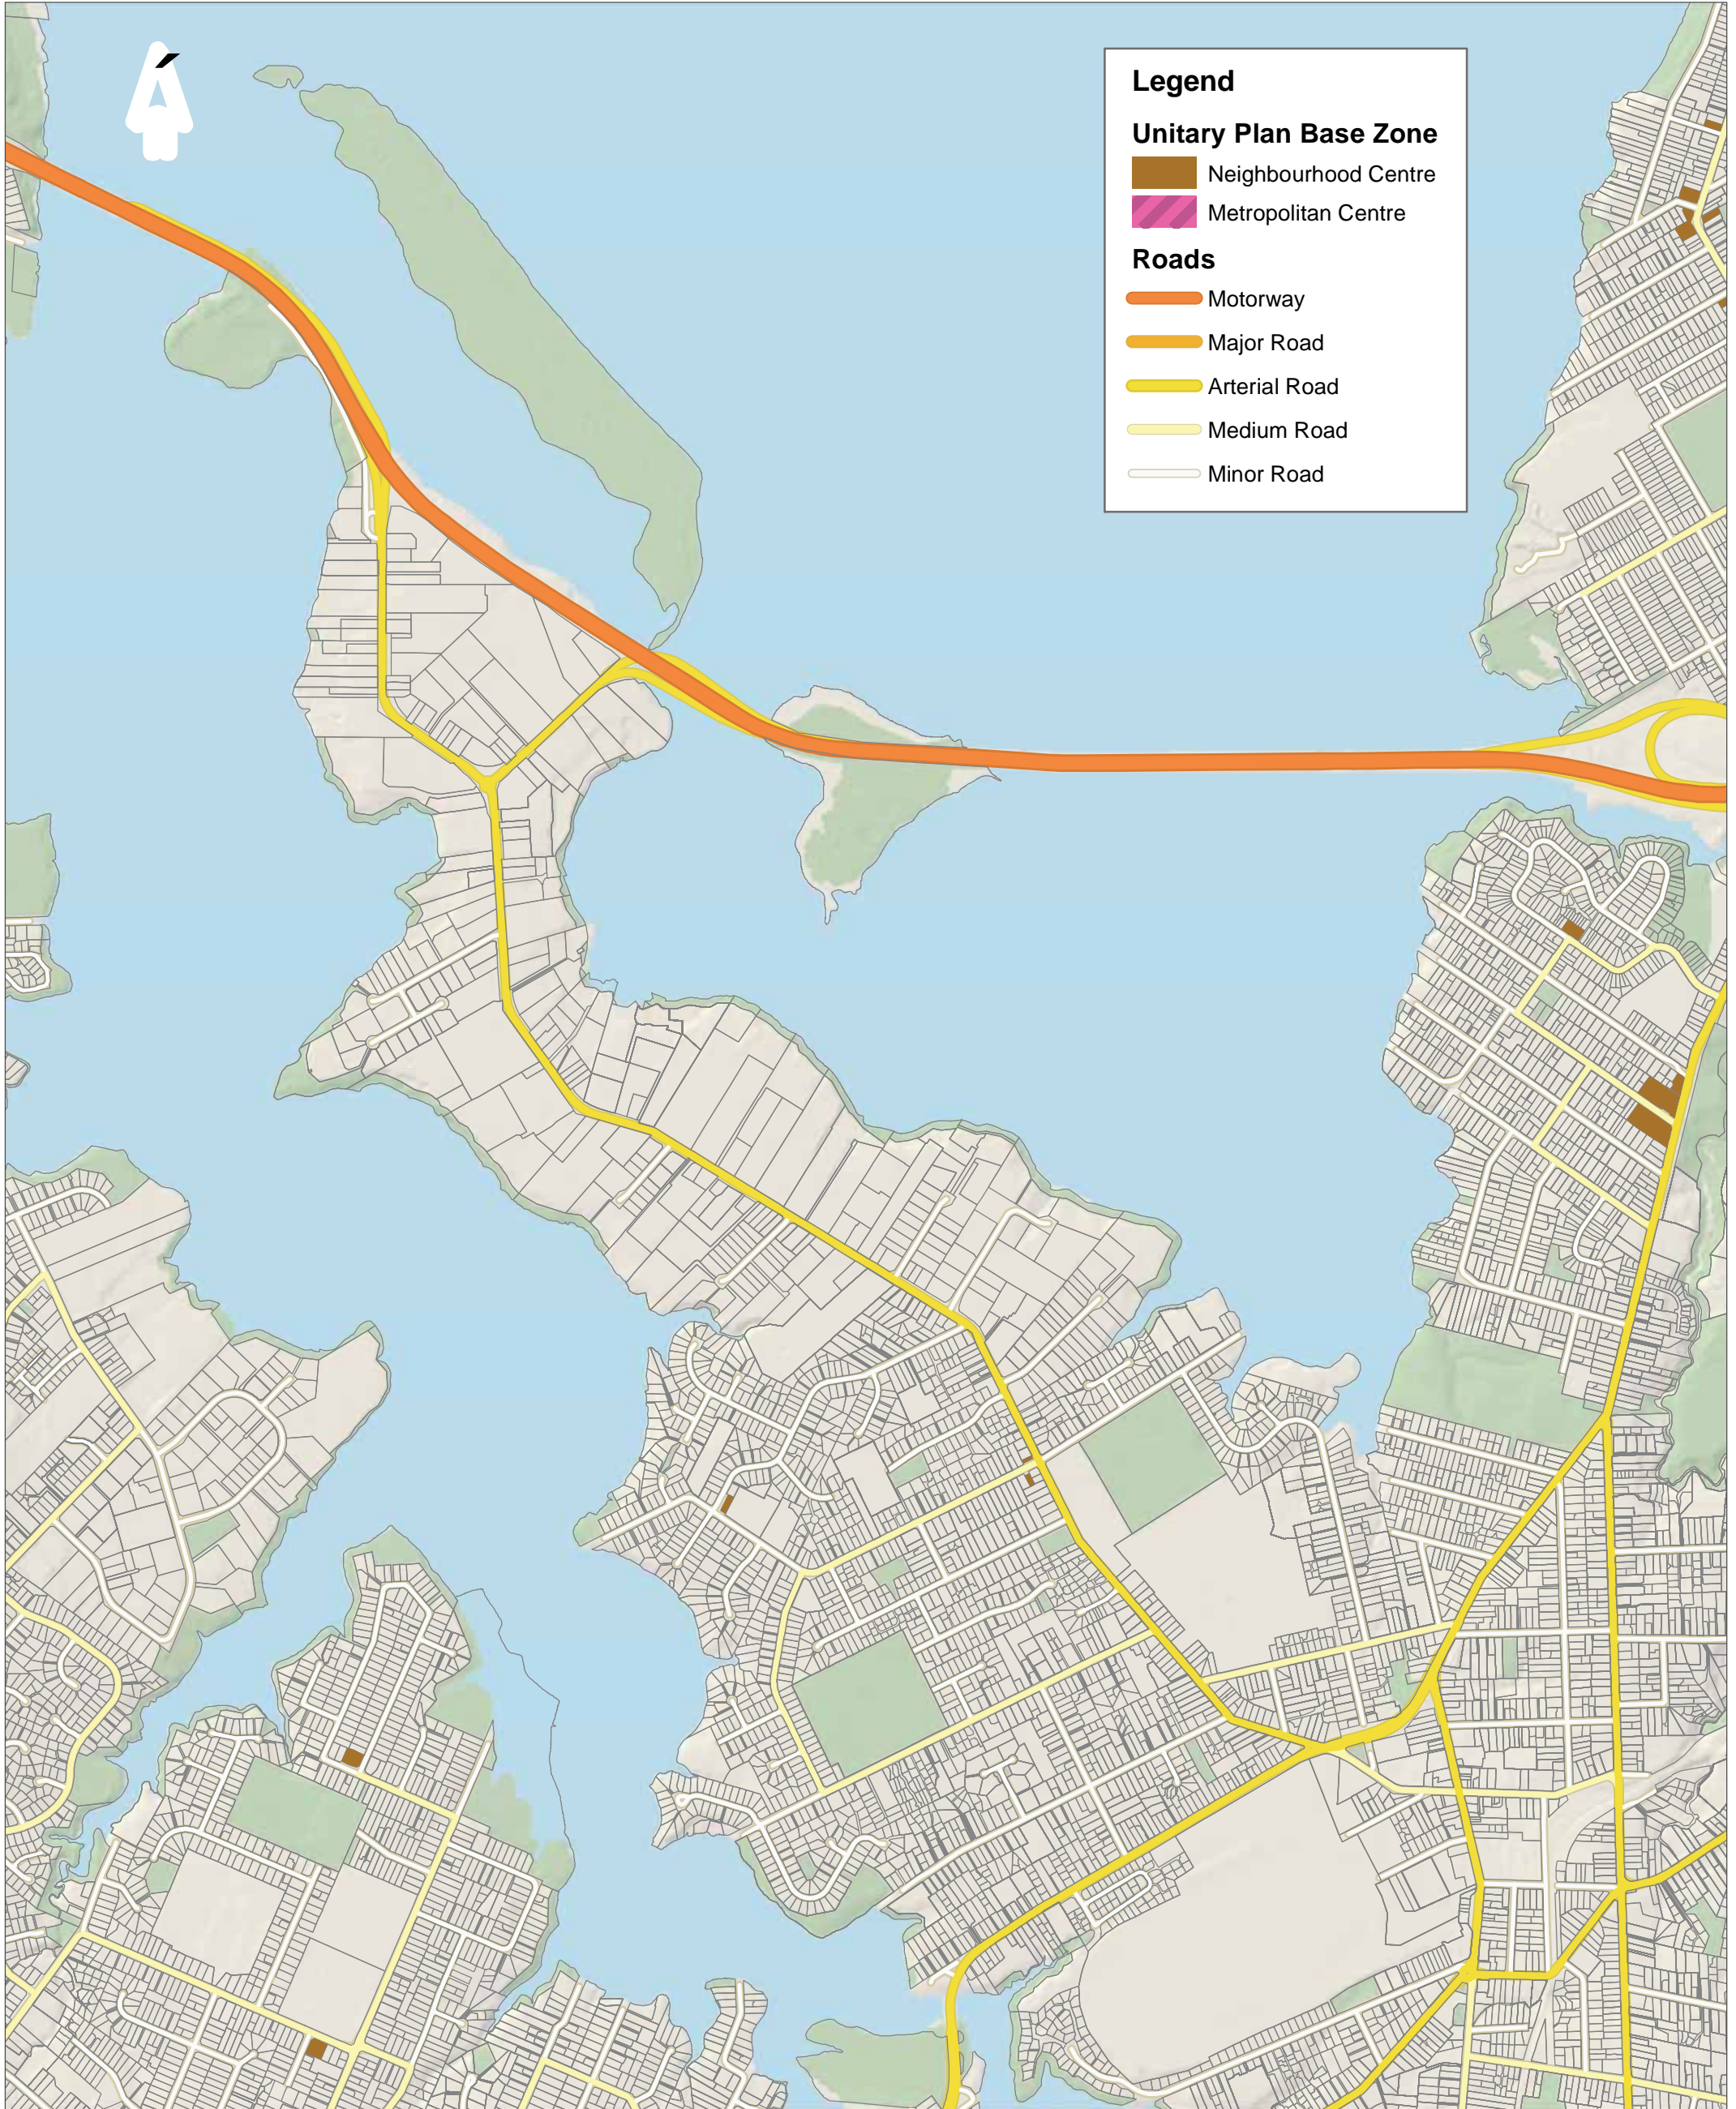 Legend
Unitary Plan Base Zone
Neighbourhood Centre
Metropolitan Centre
Roads
Motorway
Major Road
Arterial Road
Medium Road
Minor Road